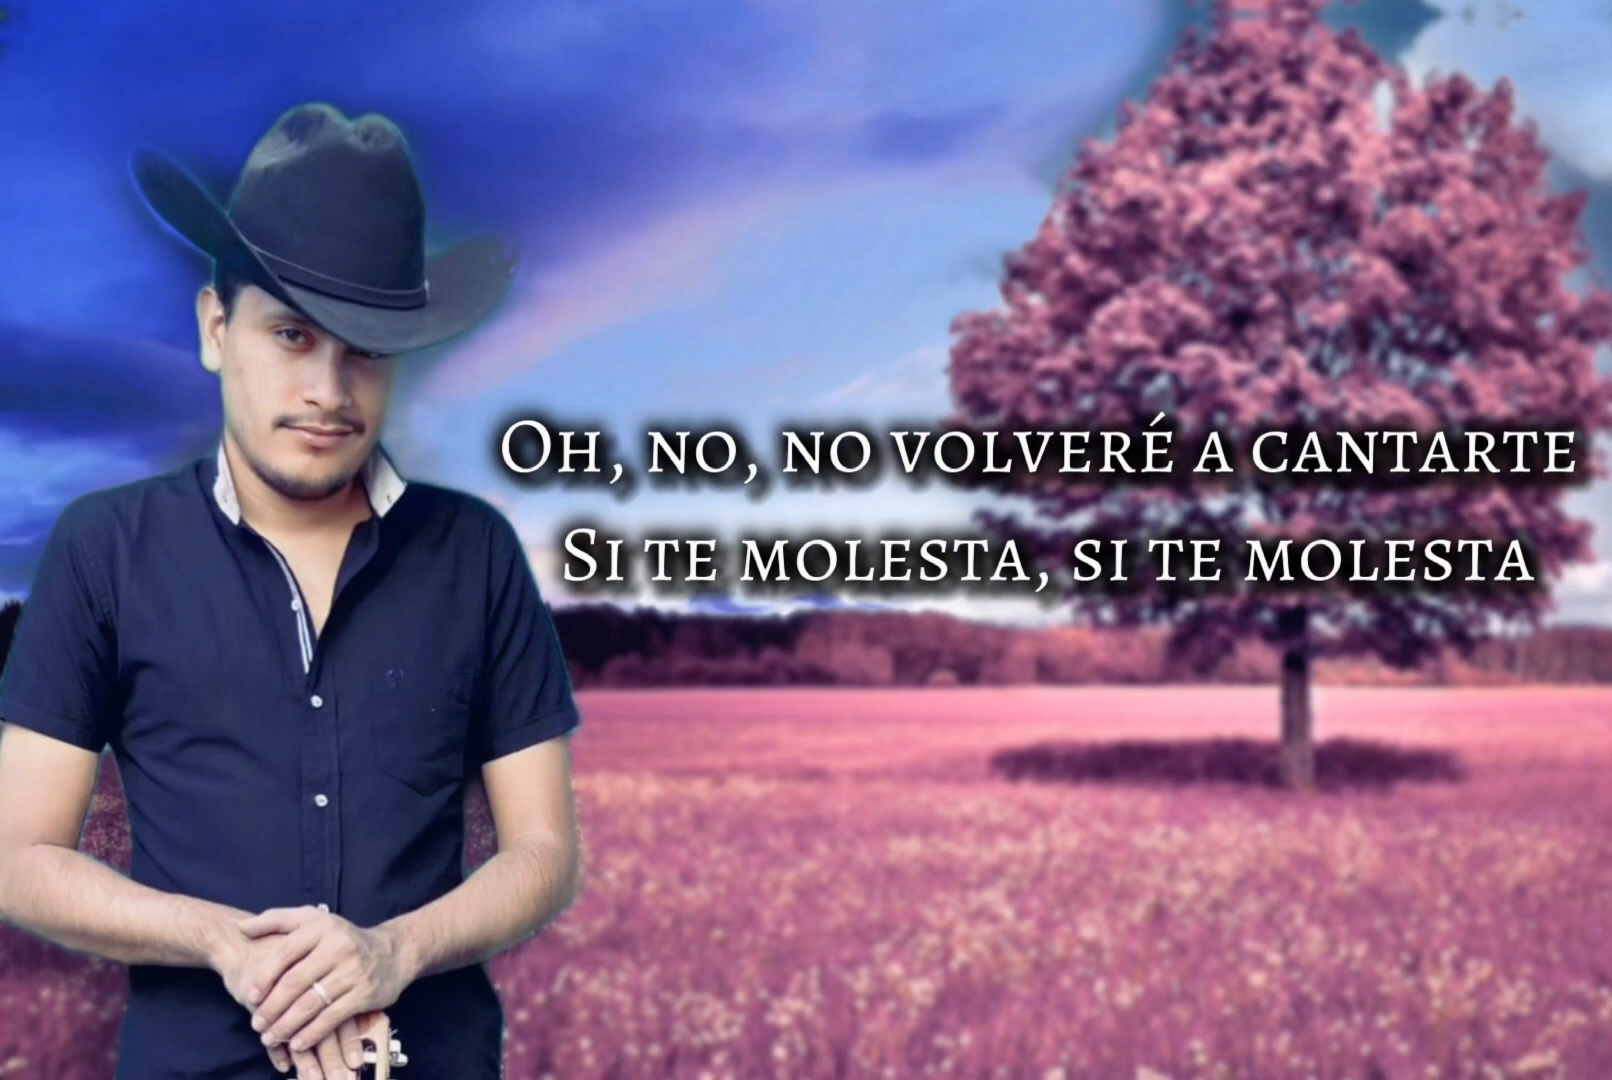 Oh, no, no volveré a cantarte
Si te molesta, si te molesta